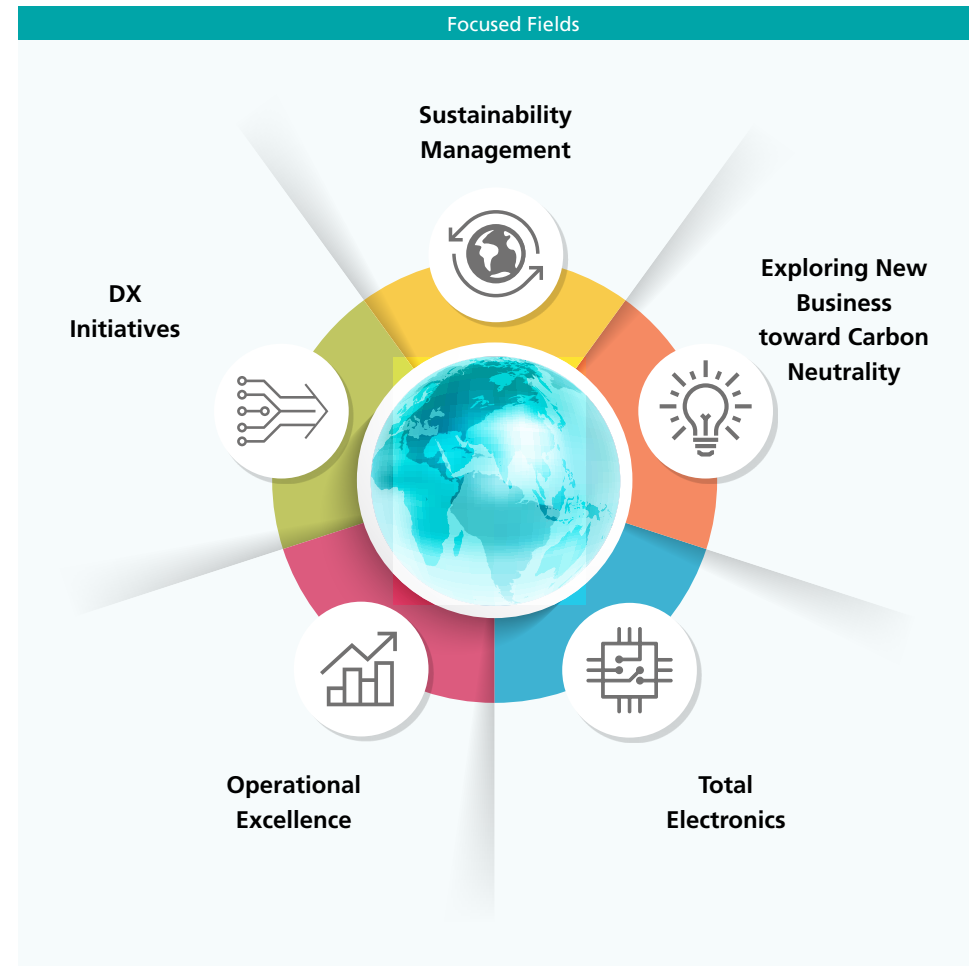 Focused Fields
Sustainability
Management
Exploring New
Business
toward Carbon
Neutrality
DX
Initiatives
Operational
Excellence
Total
Electronics